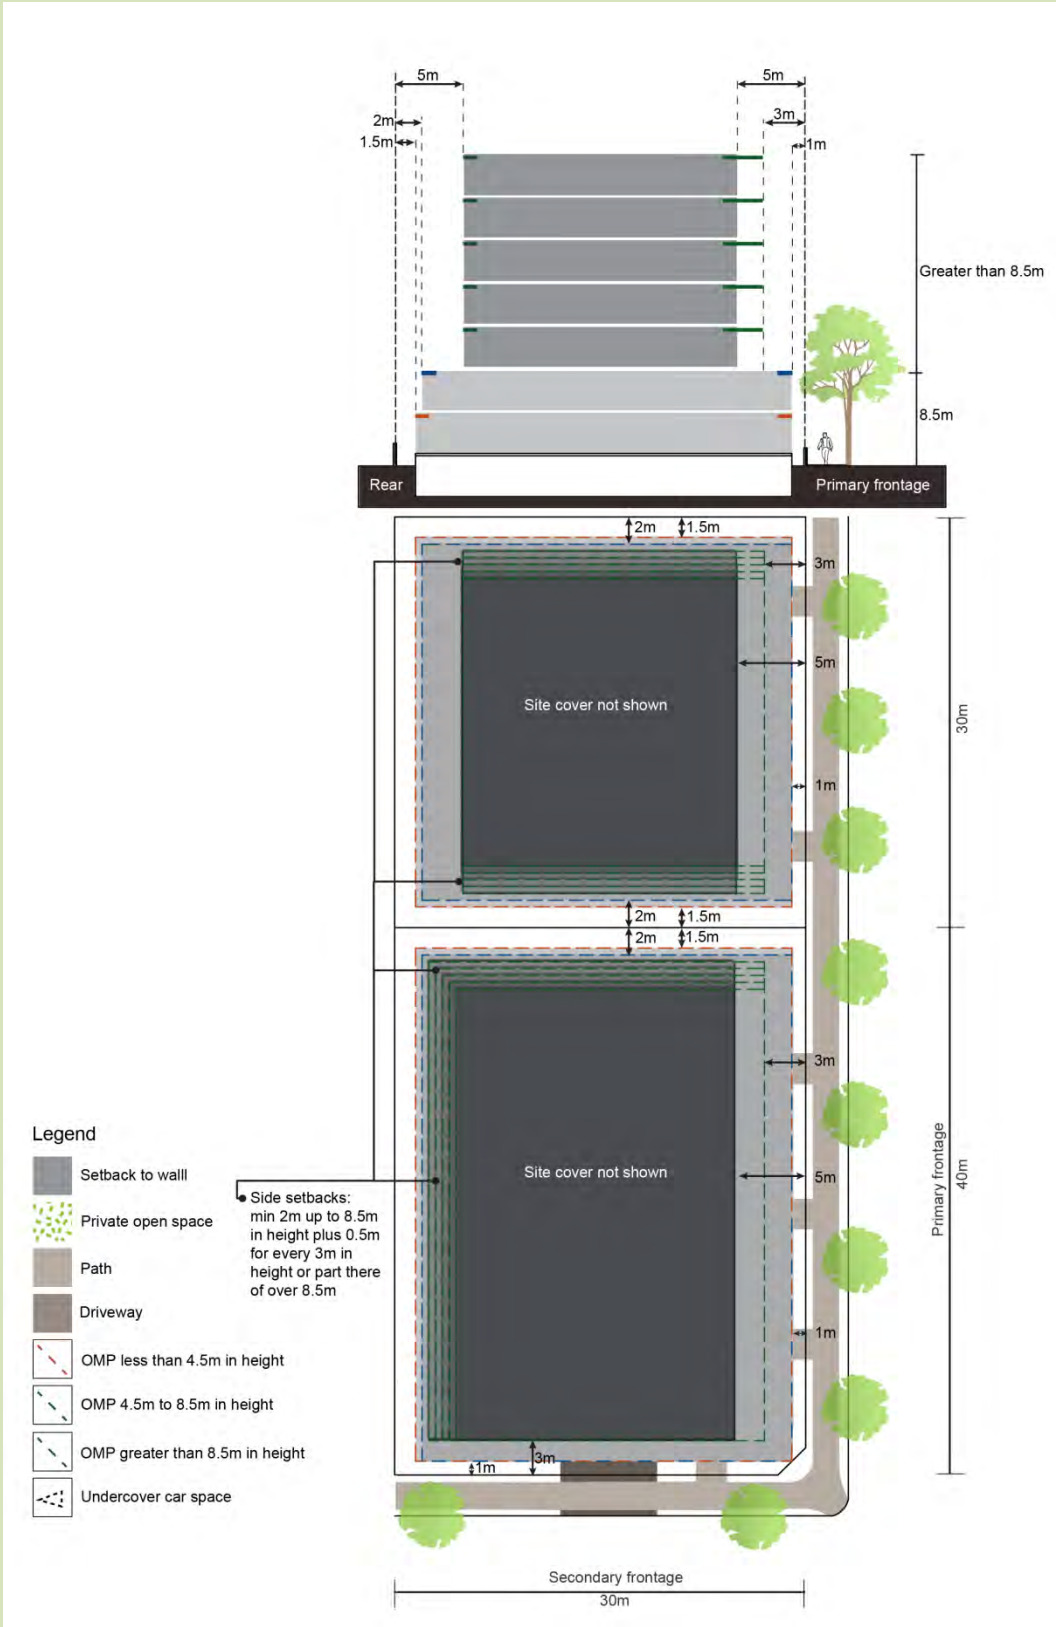 5m
5m
2m
3m
1.5m
1m
Greater than 8.5m
8.5m
Rear
Primary frontage
2m
1.5m
3m
5m
Site cover not shown
30m
1m
2m
1.5m
2m
1.5m
3m
Legend
Setback to walll
Site cover not shown
5m
Primary frontage
40m
Side setbacks:
min 2m up to 8.5m
in height plus 0.5m
for every 3m in
height or part there
of over 8.5m
Private open space
Path
Driveway
1m
OMP less than 4.5m in height
OMP 4.5m to 8.5m in height
OMP greater than 8.5m in height
3m
1m
Undercover car space
Secondary frontage
30m